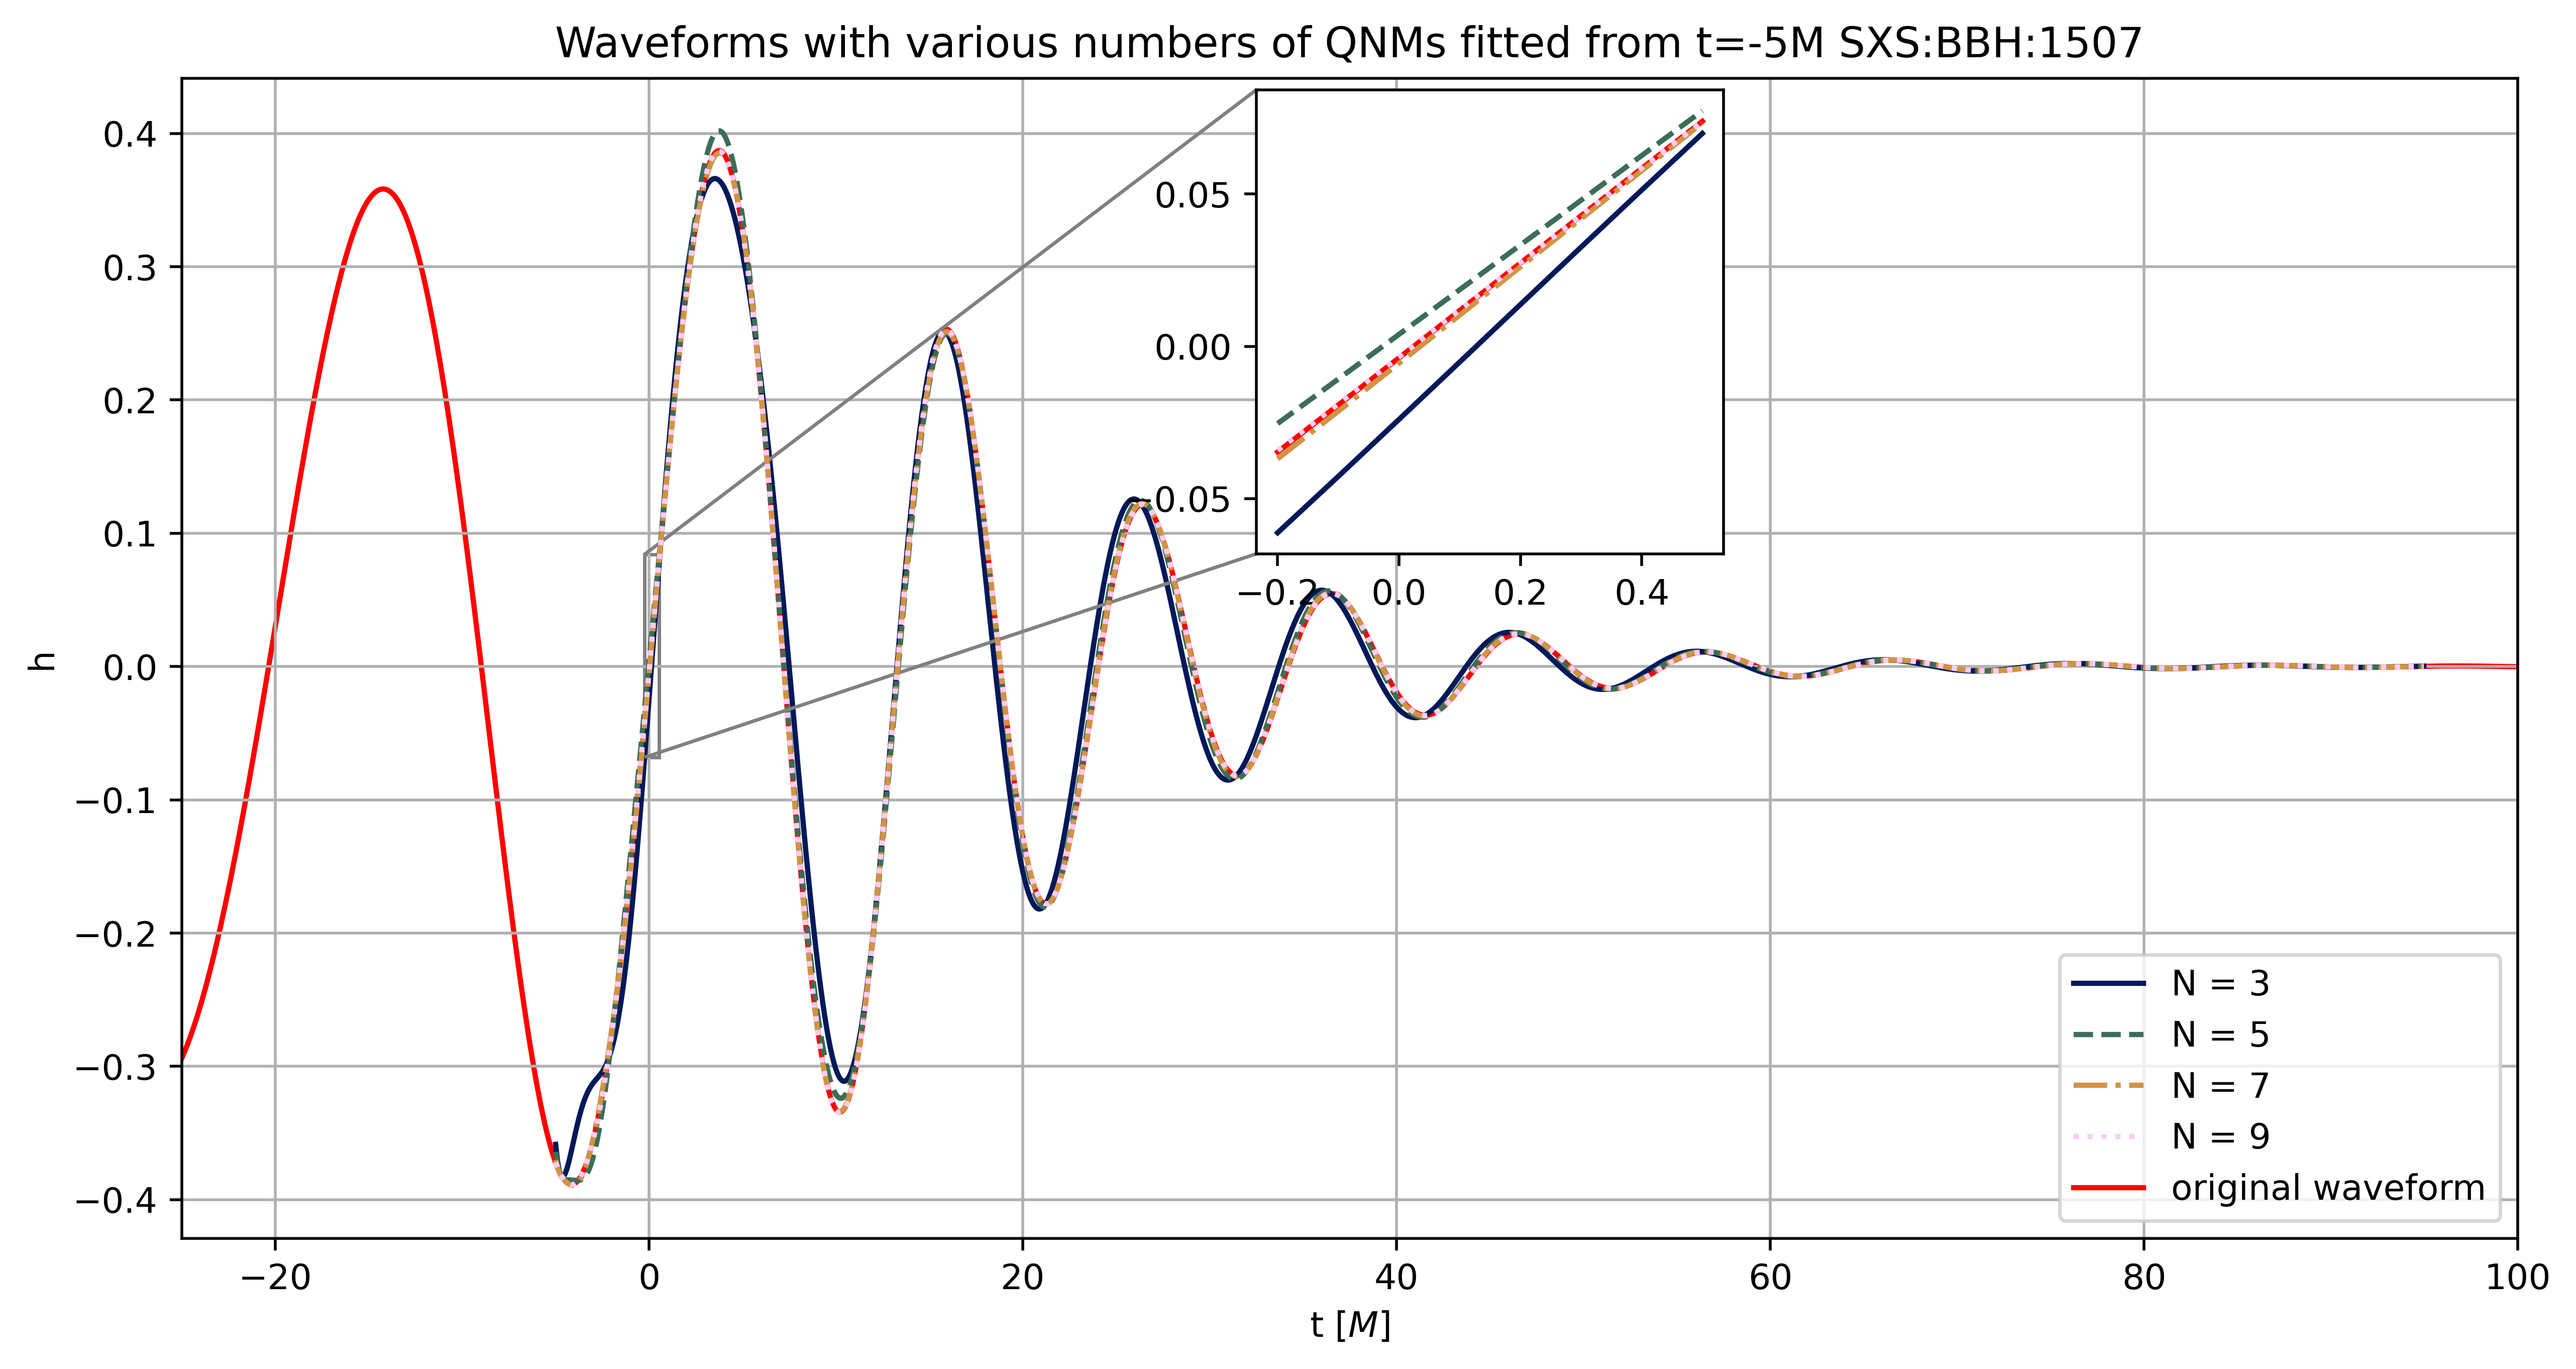 Waveforms with various numbers of QNMs fitted from t=-5M SXS:BBH:1507
h
0.4
0.3
0.2
0.1
0.0
−0.1
−0.2
−0.3
−0.4
0.05
0.00
0.05
−0.2 0.0 0.2 0.4
N = 3
N = 5
N = 7
N = 9
original waveform
−20 0 20 40 60 80 100
t [M]